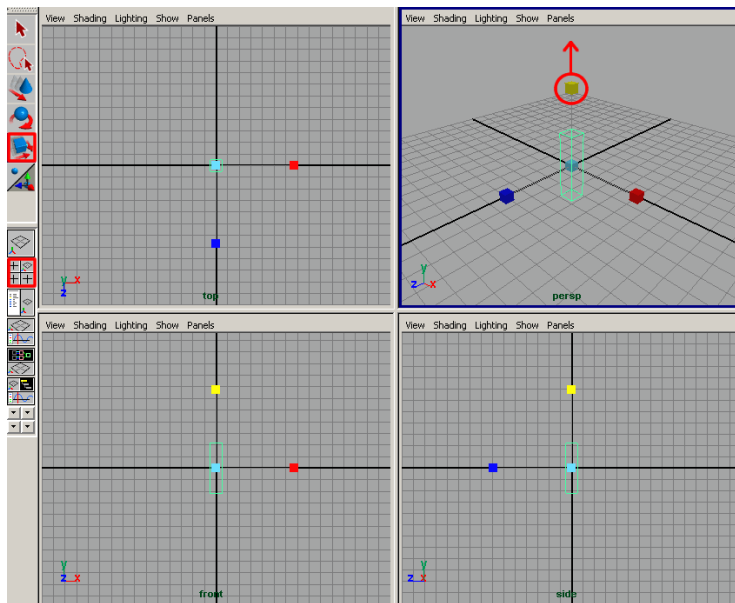 View Shading Lighting Show Panels
View Shading Lighting Show Panels
y x
z
top
y
z x
persp
View Shading Lighting Show Panels
View Shading Lighting Show Panels
y
z x
front
y
z x
side